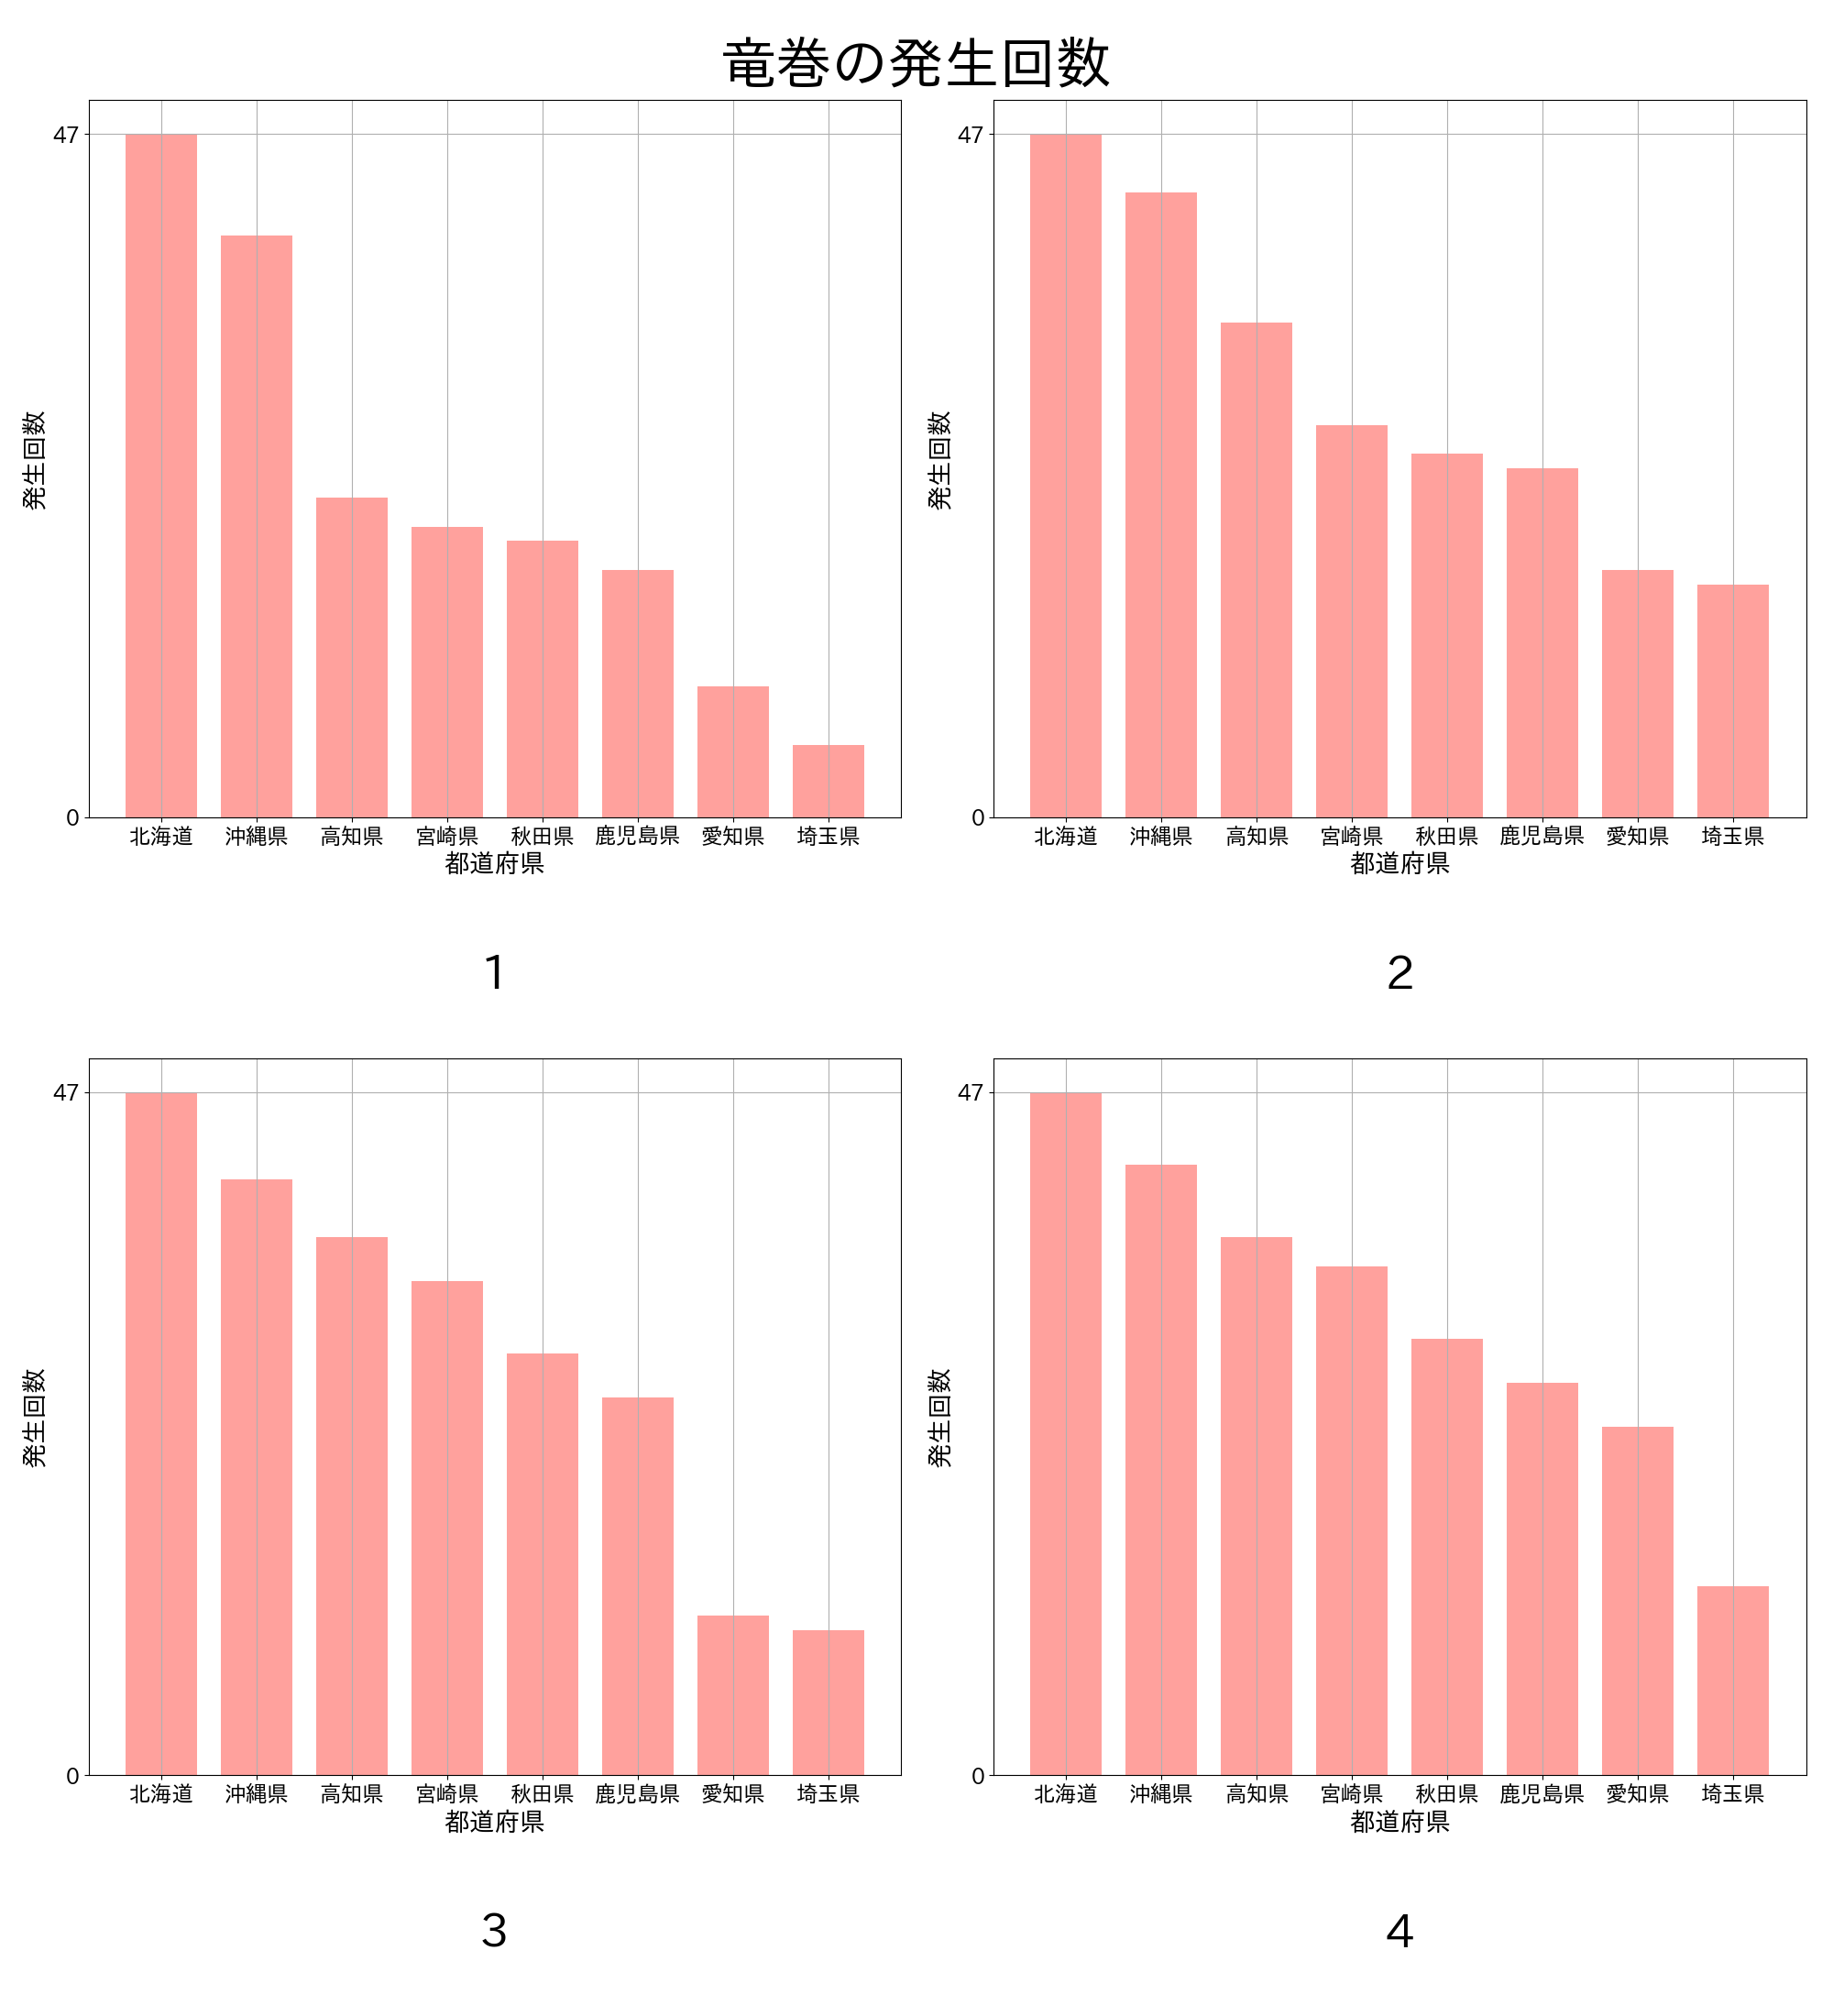 竜巻の発生回数
47
発生回数
0
北海道 沖縄県 高知県 宮崎県 秋田県 鹿児島県 愛知県 埼玉県
都道府県
1
47
発生回数
0
北海道 沖縄県 高知県 宮崎県 秋田県 鹿児島県 愛知県 埼玉県
都道府県
2
47
発生回数
0
北海道 沖縄県 高知県 宮崎県 秋田県 鹿児島県 愛知県 埼玉県
都道府県
3
47
発生回数
0
北海道 沖縄県 高知県 宮崎県 秋田県 鹿児島県 愛知県 埼玉県
都道府県
4